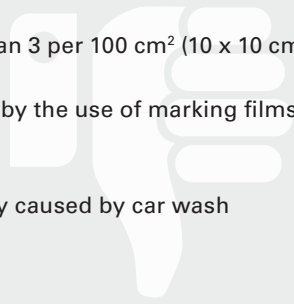 an 3 per 100 cm² (10 x 10 cm
by the use of marking films
y caused by car wash